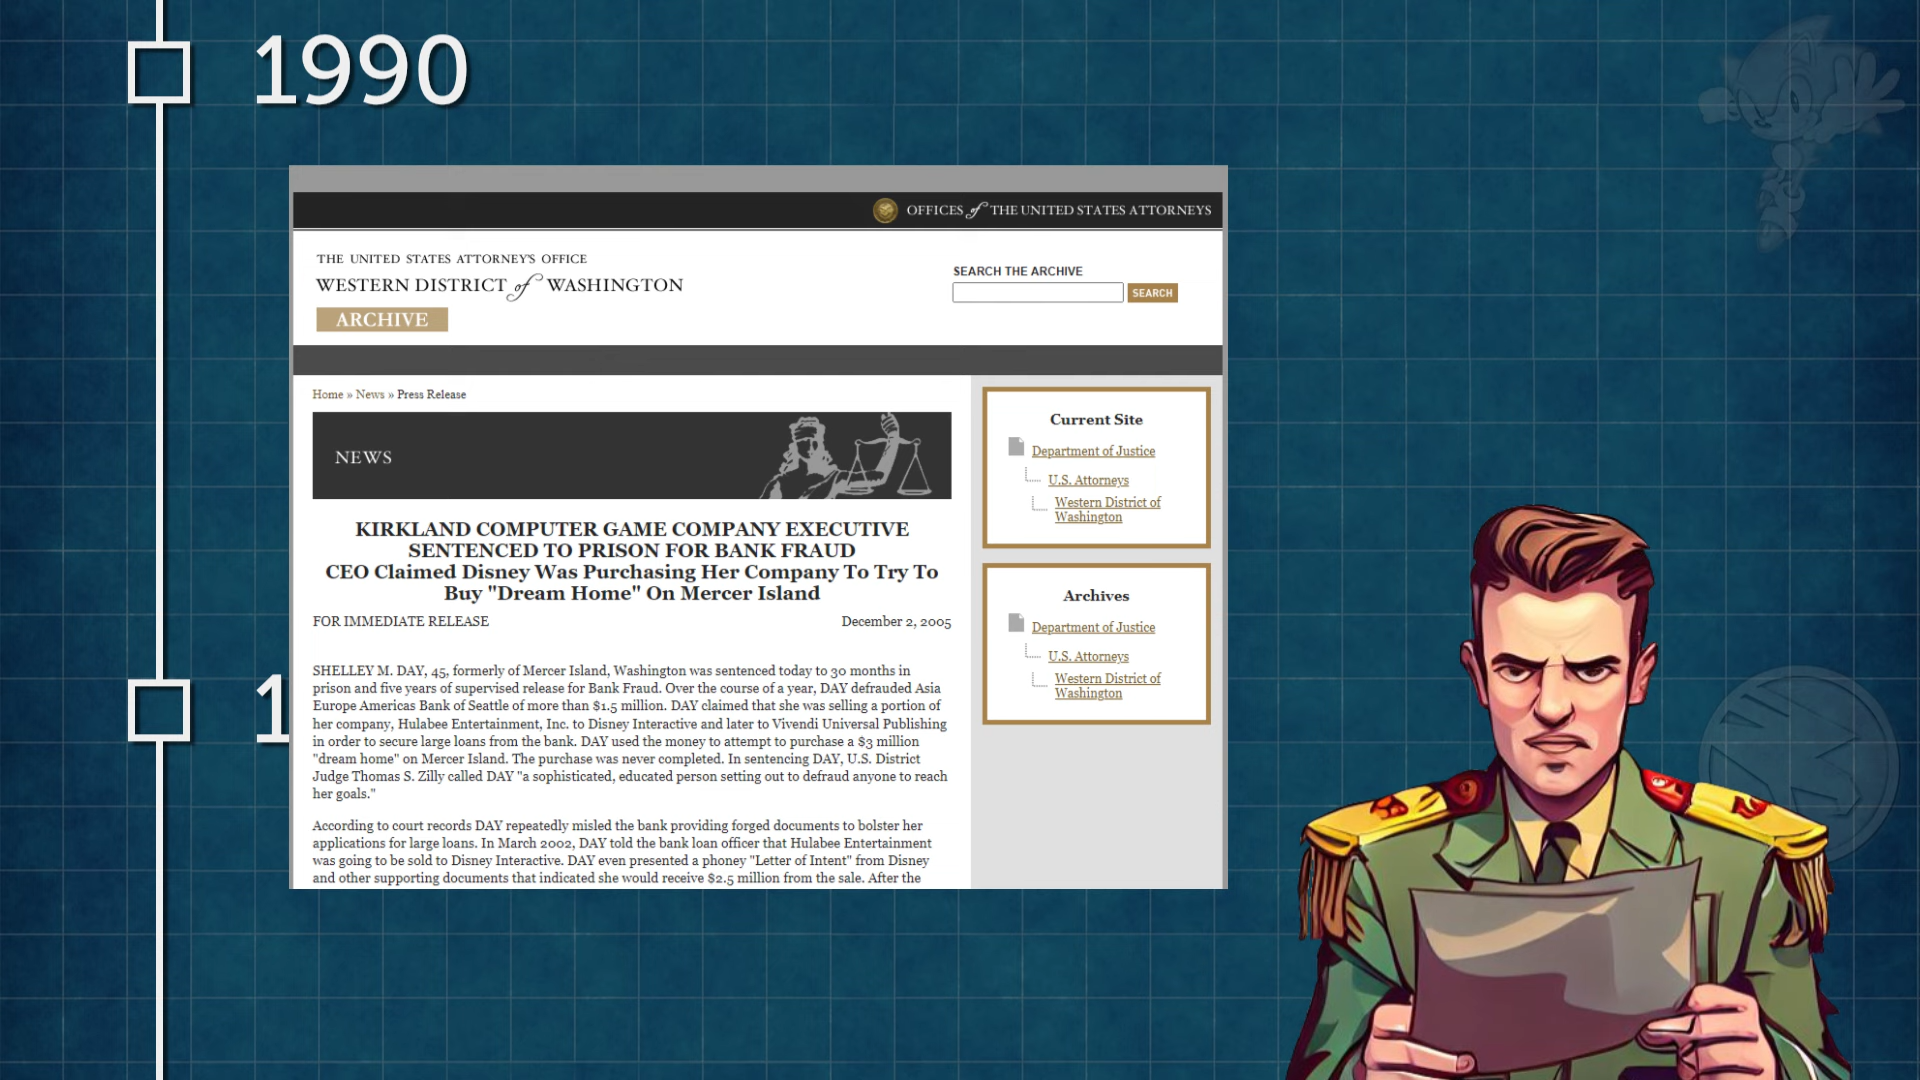 1990
OFFICES of THE UNITED STATES ATTORNEYS
THE UNITED STATES ATTORNEY'S OFFICE
WESTERN DISTRICT of WASHINGTON
ARCHIVE
SEARCH THE ARCHIVE
SEARCH
Home » News » Press Release
NEWS
KIRKLAND COMPUTER GAME COMPANY EXECUTIVE
SENTENCED TO PRISON FOR BANK FRAUD
CEO Claimed Disney Was Purchasing Her Company To Try To
Buy "Dream Home" On Mercer Island
FOR IMMEDIATE RELEASE
December 2, 2005
SHELLEY M. DAY, 45, formerly of Mercer Island, Washington was sentenced today to 30 months in
prison and five years of supervised release for Bank Fraud. Over the course of a year, DAY defrauded Asia
Europe Americas Bank of Seattle of more than $1.5 million. DAY claimed that she was selling a portion of
her company, Hulabee Entertainment, Inc. to Disney Interactive and later to Vivendi Universal Publishing
in order to secure large loans from the bank. DAY used the money to attempt to purchase a $3 million
"dream home" on Mercer Island. The purchase was never completed. In sentencing DAY, U.S. District
Judge Thomas S. Zilly called DAY "a sophisticated, educated person setting out to defraud anyone to reach
her goals."
According to court records DAY repeatedly misled the bank providing forged documents to bolster her
applications for large loans. In March 2002, DAY told the bank loan officer that Hulabee Entertainment
was going to be sold to Disney Interactive. DAY even presented a phoney "Letter of Intent" from Disney
and other supporting documents that indicated she would receive $2.5 million from the sale. After the
Current Site
Department of Justice
U.S. Attorneys
Western District of
Washington
Archives
Department of Justice
U.S. Attorneys
Western District of
Washington
1